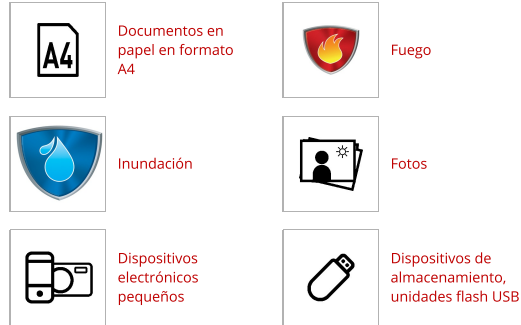 A4
Documentos en
papel en formato
A4
Fuego
Inundación
Fotos
Dispositivos
electrónicos
pequeños
Dispositivos de
almacenamiento,
unidades flash USB